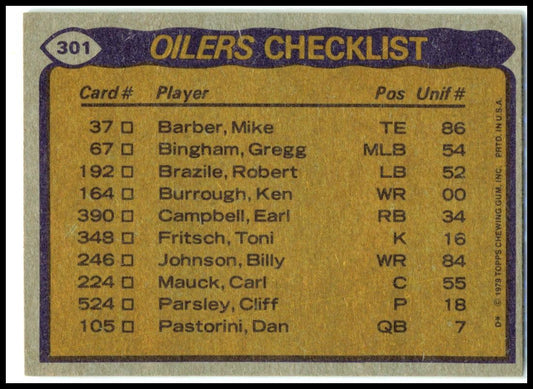 301 OILERS CHECKLIST
Card # Player Pos Unif #
37 □ Barber, Mike TE 86
67 □ Bingham, Gregg MLB 54
192 □ Brazile, Robert LB 52
164 □ Burrough, Ken WR 00
390 □ Campbell, Earl RB 34
348 □ Fritsch, Toni K 16
246 □ Johnson, Billy WR 84
224 □ Mauck, Carl C 55
524 □ Parsley, Cliff P 18
105 □ Pastorini, Dan QB 7
D* © 1979 TOPPS CHEWING GUM, INC. PRTD. IN U.S.A.